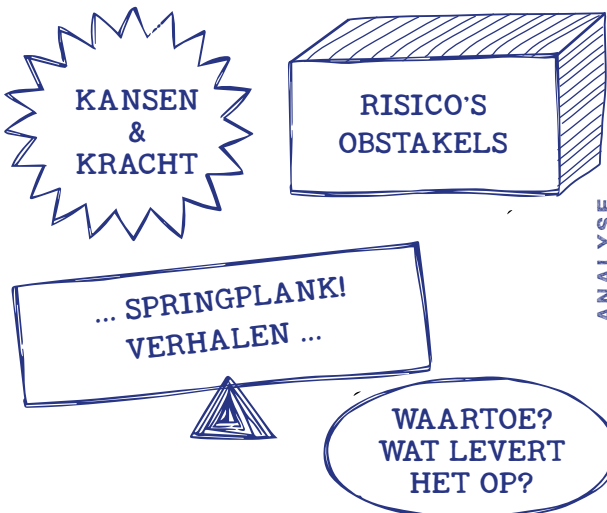 KANSEN
&
KRACHT
RISICO'S
OBSTAKELS
ANALYSE
... SPRINGPLANK!
VERHALEN ...
WAARTOE?
WAT LEVERT
HET OP?